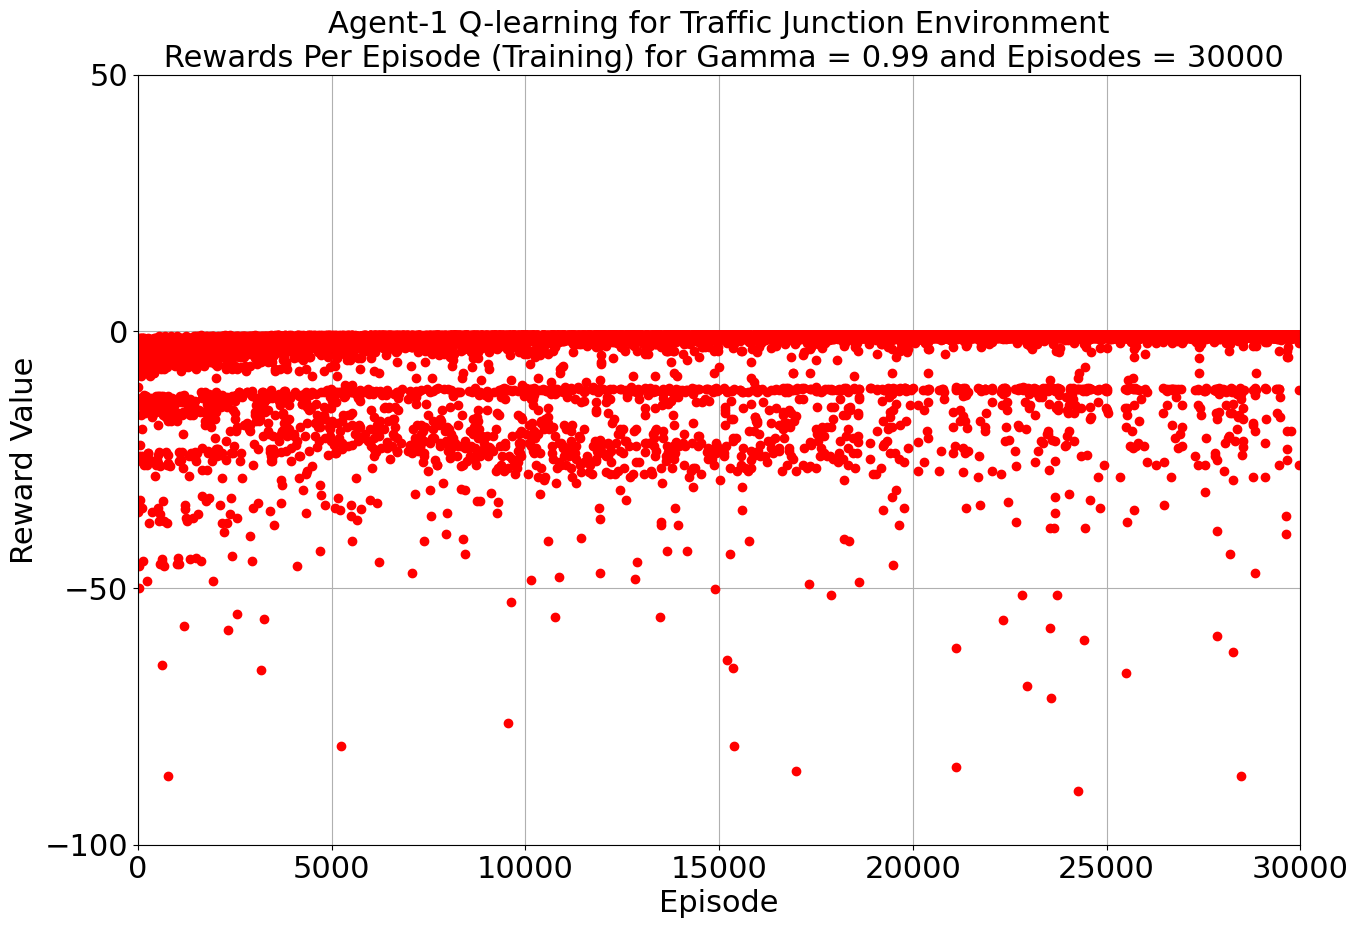 Agent-1 Q-learning for Traffic Junction Environment
Rewards Per Episode (Training) for Gamma = 0.99 and Episodes = 30000
50
0
−50
−100
Reward Value
0 5000 10000 15000 20000 25000 30000
Episode